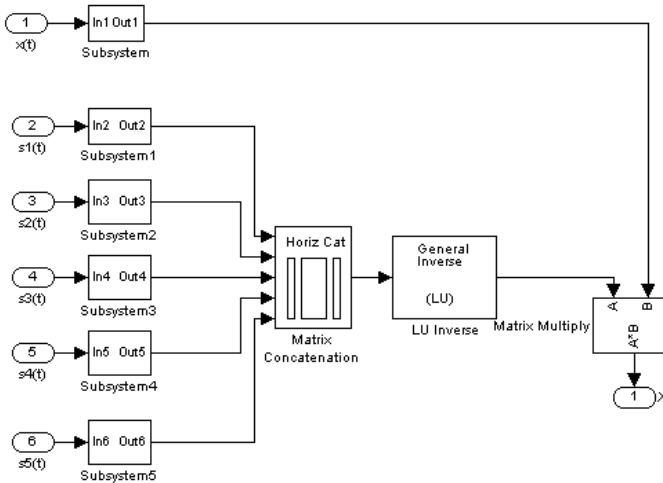 1
x(t)
In1 Out1
Subsystem
2
s1(t)
In2 Out2
Subsystem1
3
s2(t)
In3 Out3
Subsystem2
4
s3(t)
In4 Out4
Subsystem3
5
s4(t)
In5 Out5
Subsystem4
6
s5(t)
In6 Out6
Subsystem5
Horiz Cat
Matrix
Concatenation
General
Inverse
(LU)
LU Inverse
Matrix Multiply
A
B
A*B
1